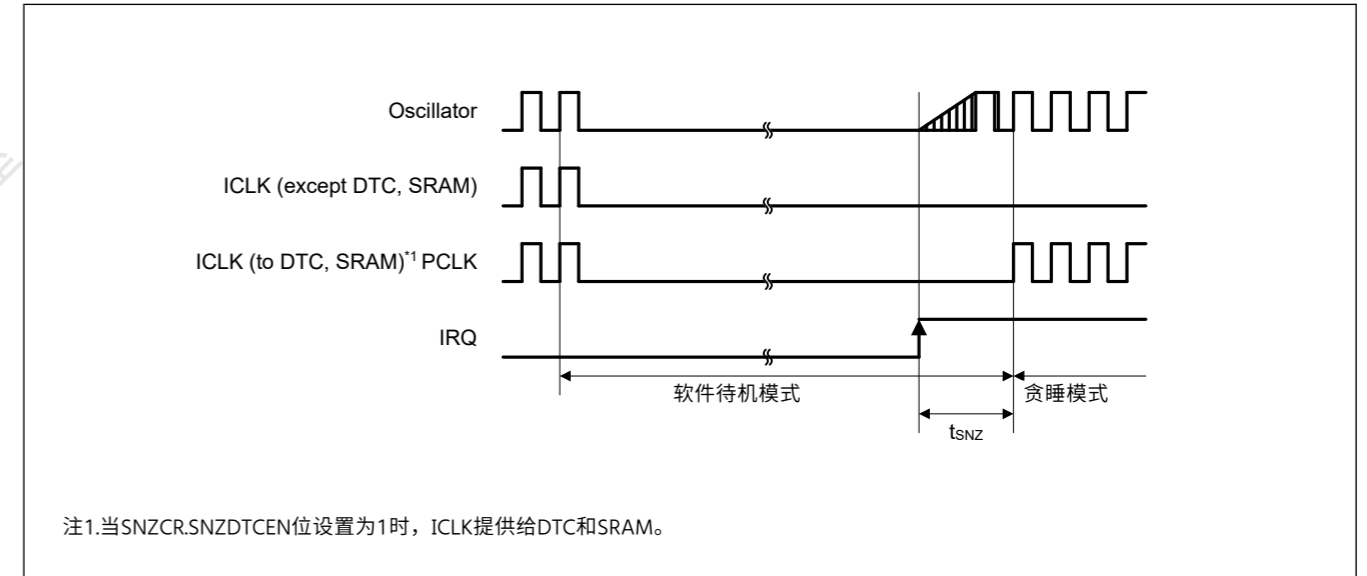 Oscillator
ICLK (except DTC, SRAM)
ICLK (to DTC, SRAM)*1 PCLK
IRQ
软件待机模式
贪睡模式
tSNZ
注1.当SNZCR.SNZDTCEN位设置为1时，ICLK提供给DTC和SRAM。